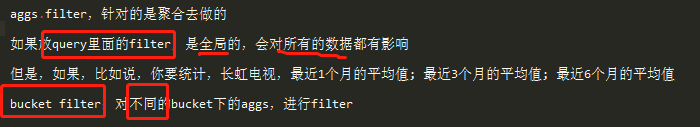 aggs.filter，针对的是聚合去做的
如果放query里面的filter 是全局的，会对所有的数据都有影响
但是，如果，比如说，你要统计，长虹电视，最近1个月的平均值；最近3个月的平均值；最近6个月的平均值
bucket filter 对不同的bucket下的aggs，进行filter